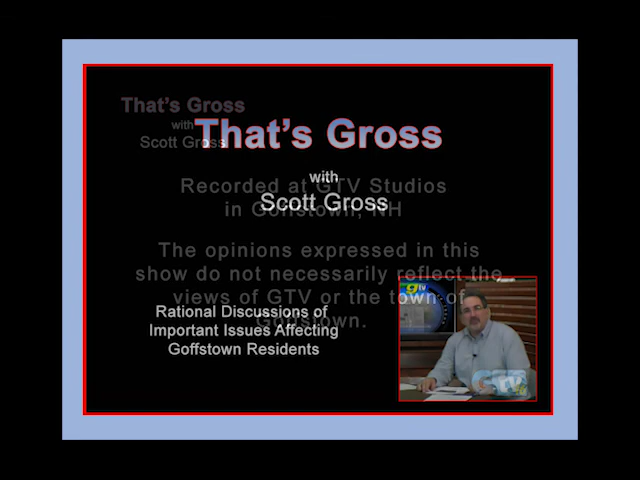 That's Gross
with
Scott Gross
That's Gross
with
Scott Gross
Recorded at GTV Studios
in Goffstown, NH
The opinions expressed in this
show do not necessarily reflect the
views of GTV or the town of
Goffstown.
Rational Discussions of
Important Issues Affecting
Goffstown Residents
gtv
GTV